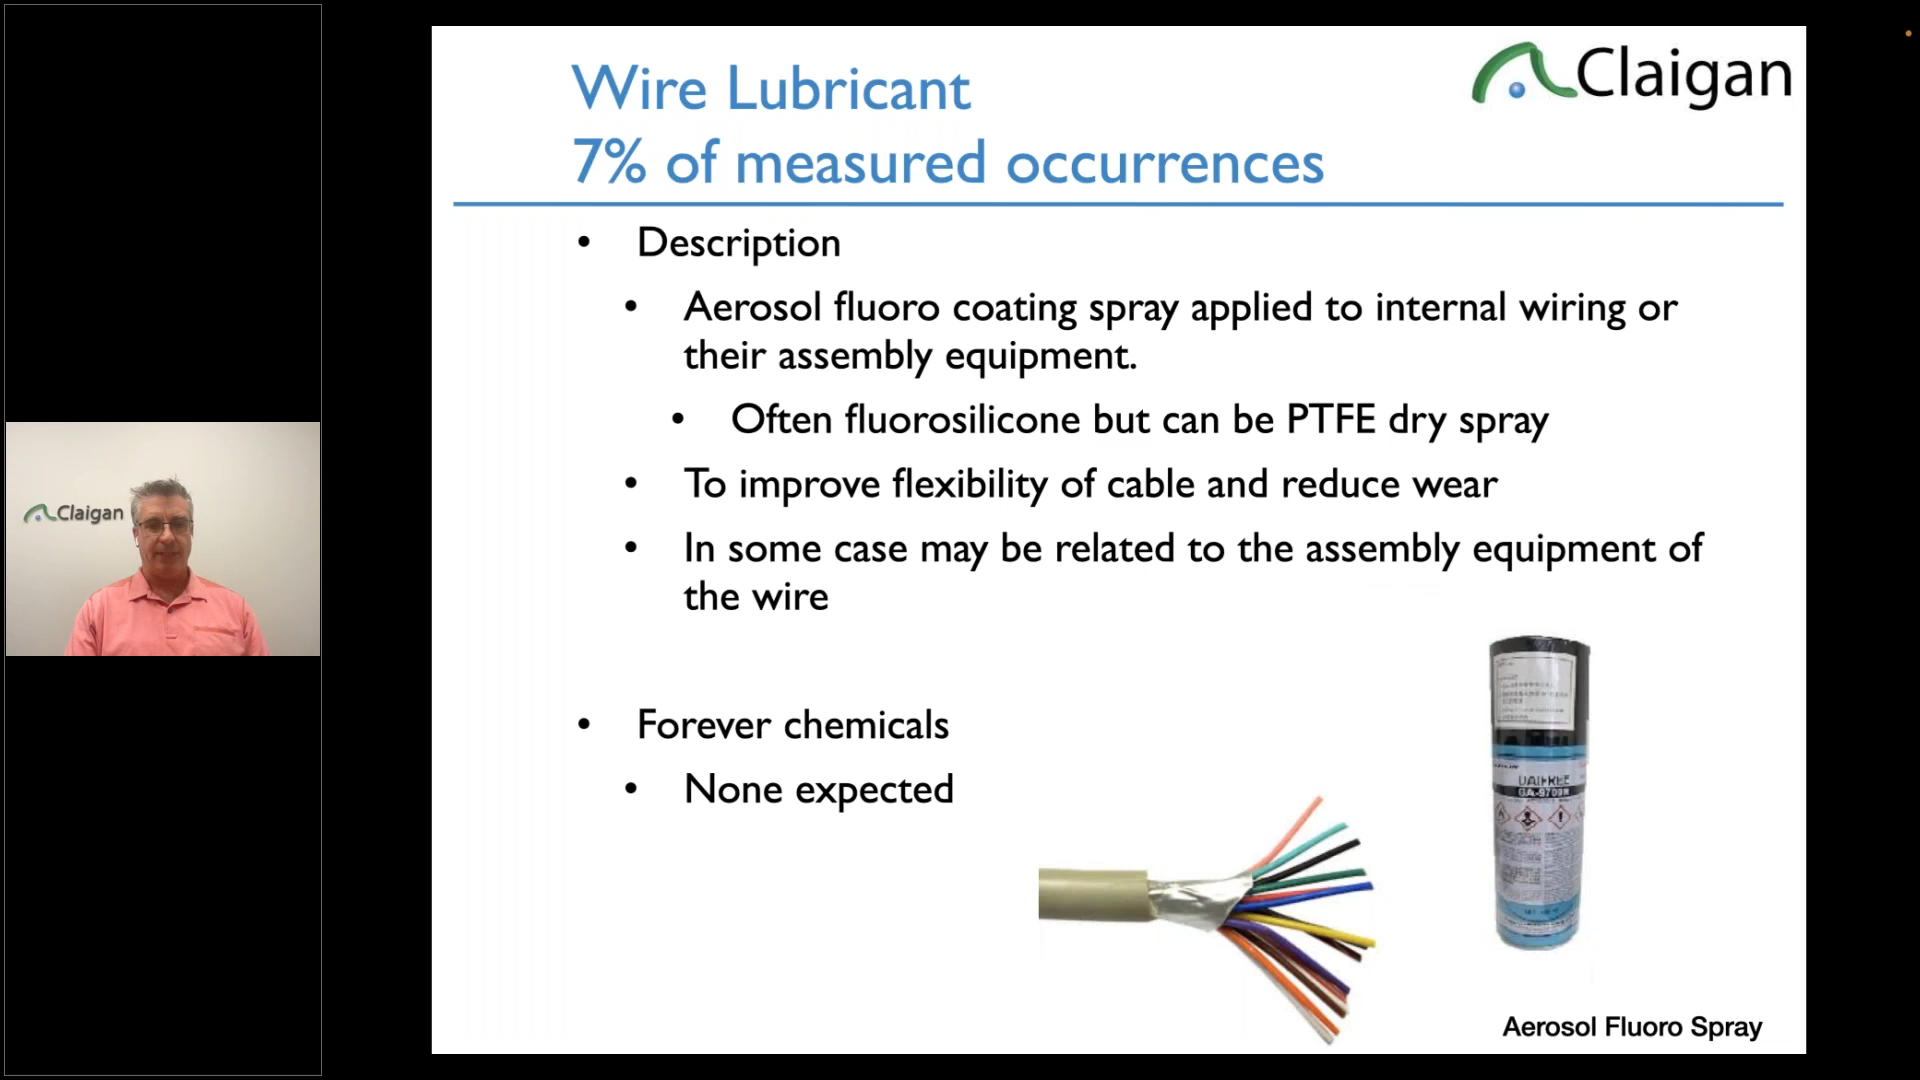 Claigan
Wire Lubricant
7% of measured occurrences
• Description
• Aerosol fluoro coating spray applied to internal wiring or
their assembly equipment.
• Often fluorosilicone but can be PTFE dry spray
• To improve flexibility of cable and reduce wear
• In some case may be related to the assembly equipment of
the wire
• Forever chemicals
• None expected
DAIFREE
GA-9700
Aerosol Fluoro Spray
Claigan